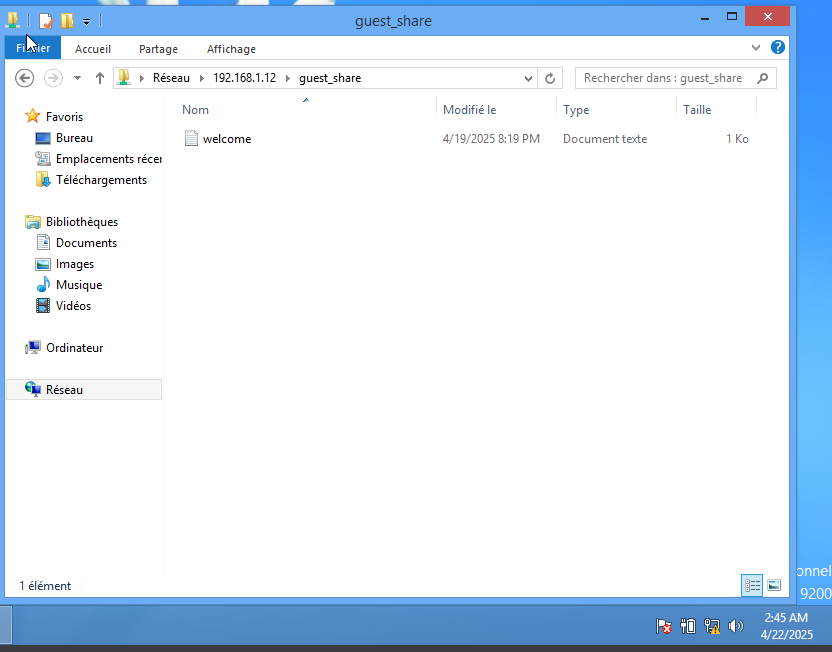 guest_share
Fichier Accueil Partage Affichage
Réseau 192.168.1.12 guest_share Rechercher dans : guest_share
Nom Modifié le Type Taille
welcome 4/19/2025 8:19 PM Document texte 1 Ko
Favoris
Bureau
Emplacements récer
Téléchargements
Bibliothèques
Documents
Images
Musique
Vidéos
Ordinateur
Réseau
1 élément
onnel
9200
2:45 AM
4/22/2025